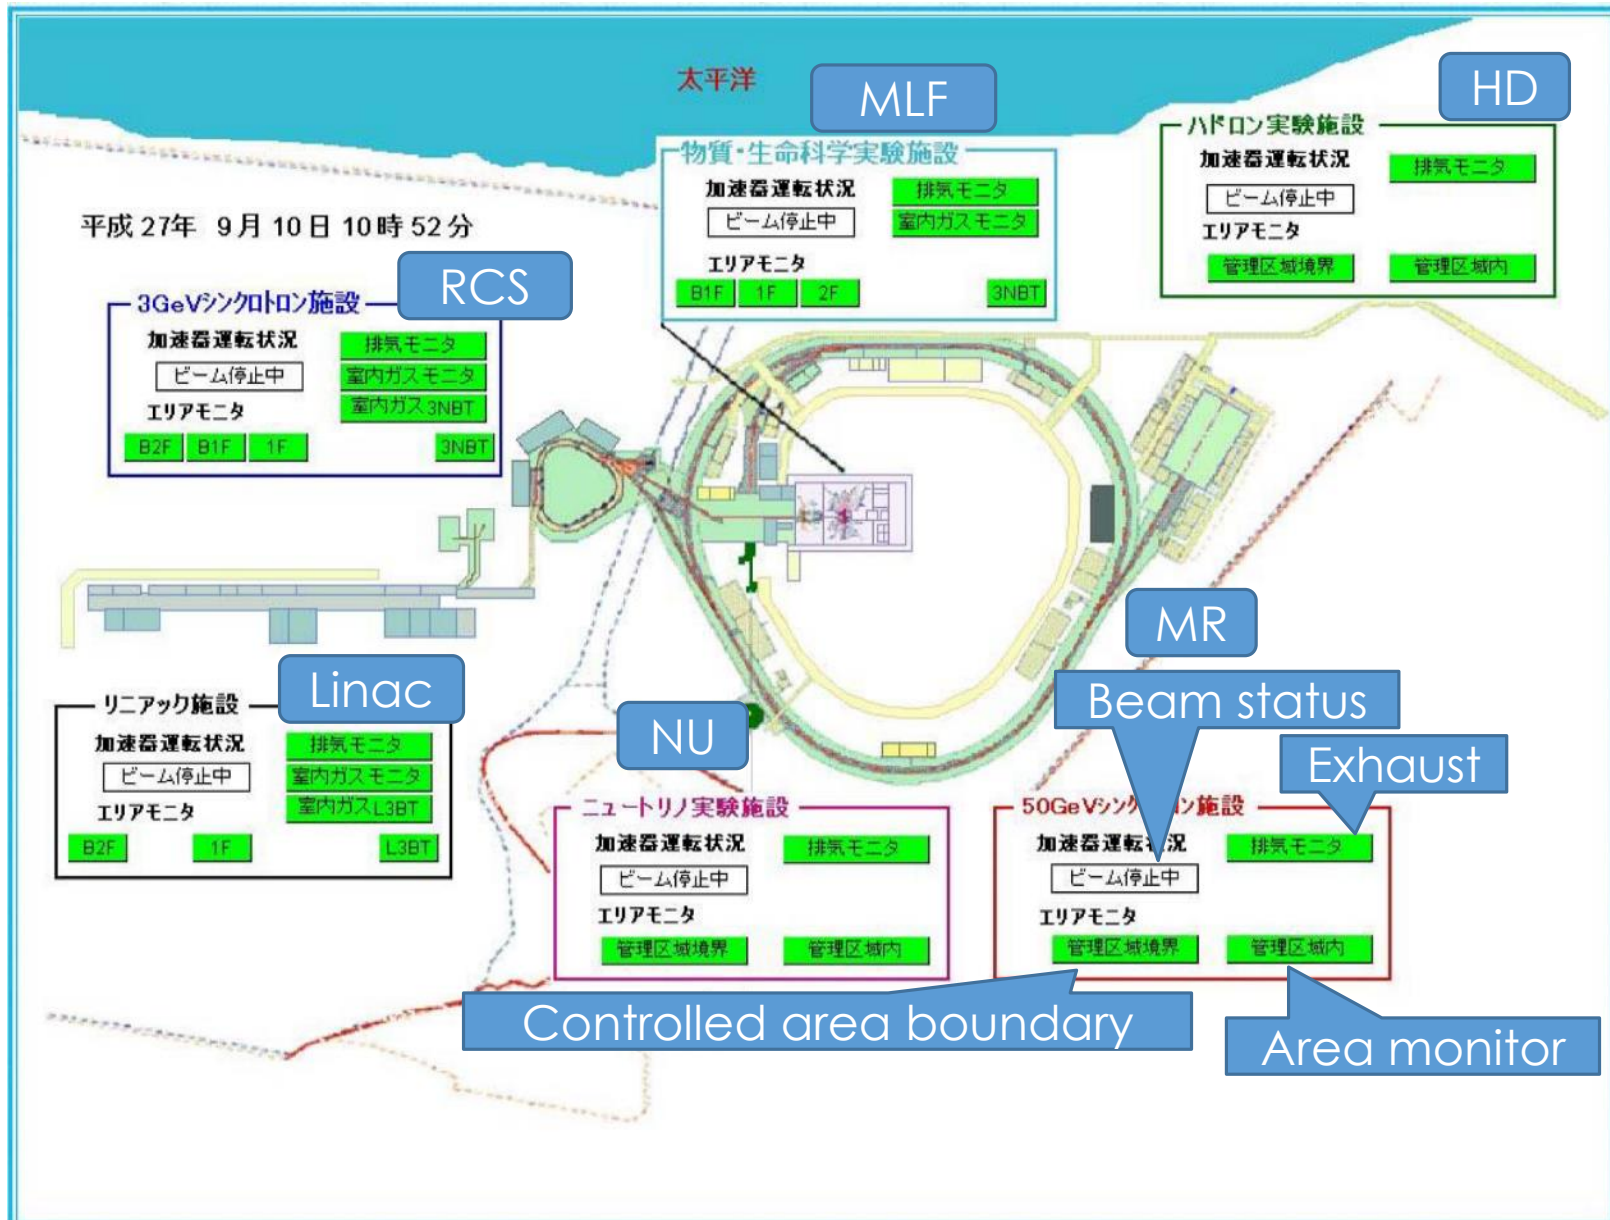 太平洋
MLF
HD
平成 27年 9月 10日 10時 52分
物質・生命科学実験施設
加速器運転状況
排気モニタ
ビーム停止中
室内ガスモニタ
エリアモニタ
B1F 1F 2F 3NBT
ハドロン実験施設
加速器運転状況
排気モニタ
ビーム停止中
エリアモニタ
管理区域境界 管理区域内
RCS
3GeVシンクロトロン施設
加速器運転状況
排気モニタ
ビーム停止中
室内ガスモニタ
エリアモニタ
室内ガス3NBT
B2F B1F 1F 3NBT
Linac
リニアック施設
加速器運転状況
排気モニタ
ビーム停止中
室内ガスモニタ
エリアモニタ
室内ガスL3BT
B2F 1F L3BT
NU
ニュートリノ実験施設
加速器運転状況
排気モニタ
ビーム停止中
エリアモニタ
管理区域境界 管理区域内
MR
Beam status
Exhaust
50GeVシンクロトロン施設
加速器運転状況
排気モニタ
ビーム停止中
エリアモニタ
管理区域境界 管理区域内
Controlled area boundary
Area monitor